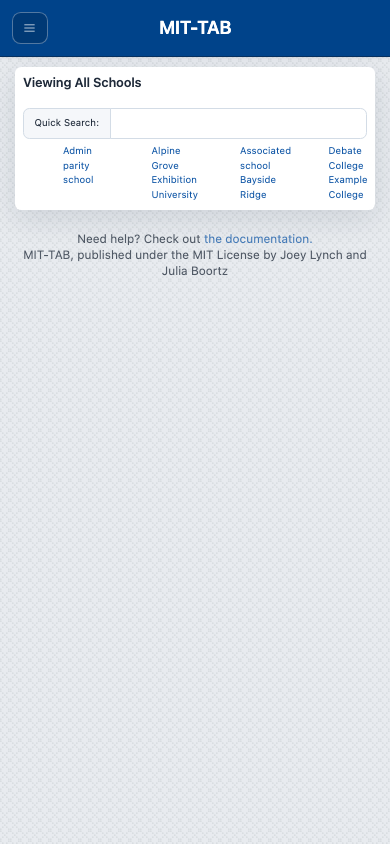 MIT-TAB
Viewing All Schools
Quick Search:
Admin
parity
school
Alpine
Grove
Exhibition
University
Associated
school
Bayside
Ridge
Debate
College
Example
College
Need help? Check out the documentation.
MIT-TAB, published under the MIT License by Joey Lynch and
Julia Boortz